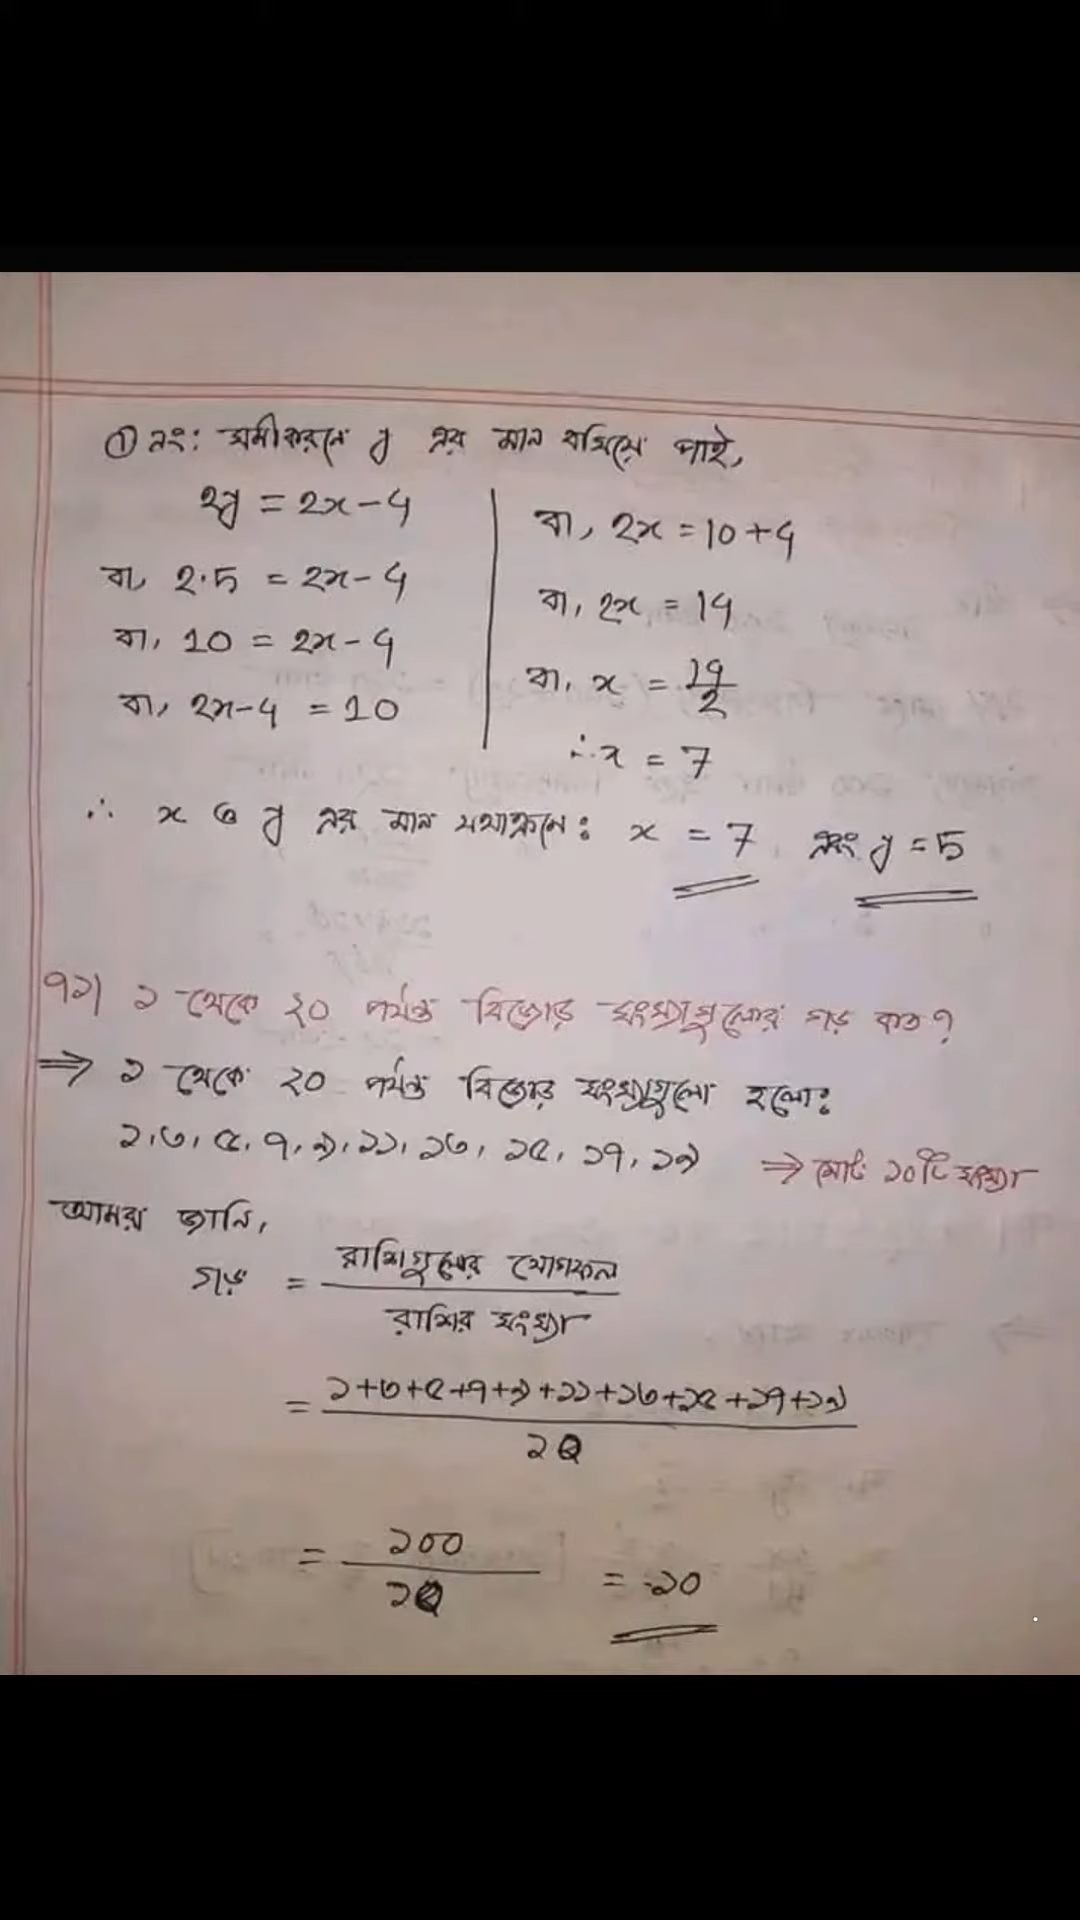 ① নং: সমীকরনে y এর মান বসিয়ে পাই,
2y = 2x - 4
বা, 2·5 = 2x - 4
বা, 10 = 2x - 4
বা, 2x - 4 = 10
বা, 2x = 10 + 4
বা, 2x = 14
বা, x = 14/2
∴ x = 7
∴ x ও y এর মান যথাক্রমে: x = 7 এবং y = 5
৭১) ১ থেকে ২০ পর্যন্ত বিজোড় সংখ্যাগুলোর গড় কত?
⇒ ১ থেকে ২০ পর্যন্ত বিজোড় সংখ্যাগুলো হলো:
১, ৩, ৫, ৭, ৯, ১১, ১৩, ১৫, ১৭, ১৯ ⇒ মোট ১০টি সংখ্যা
আমরা জানি,
গড় = রাশিগুলোর যোগফল / রাশির সংখ্যা
= ১+৩+৫+৭+৯+১১+১৩+১৫+১৭+১৯ / ১০
= ১০০ / ১০ = ১০